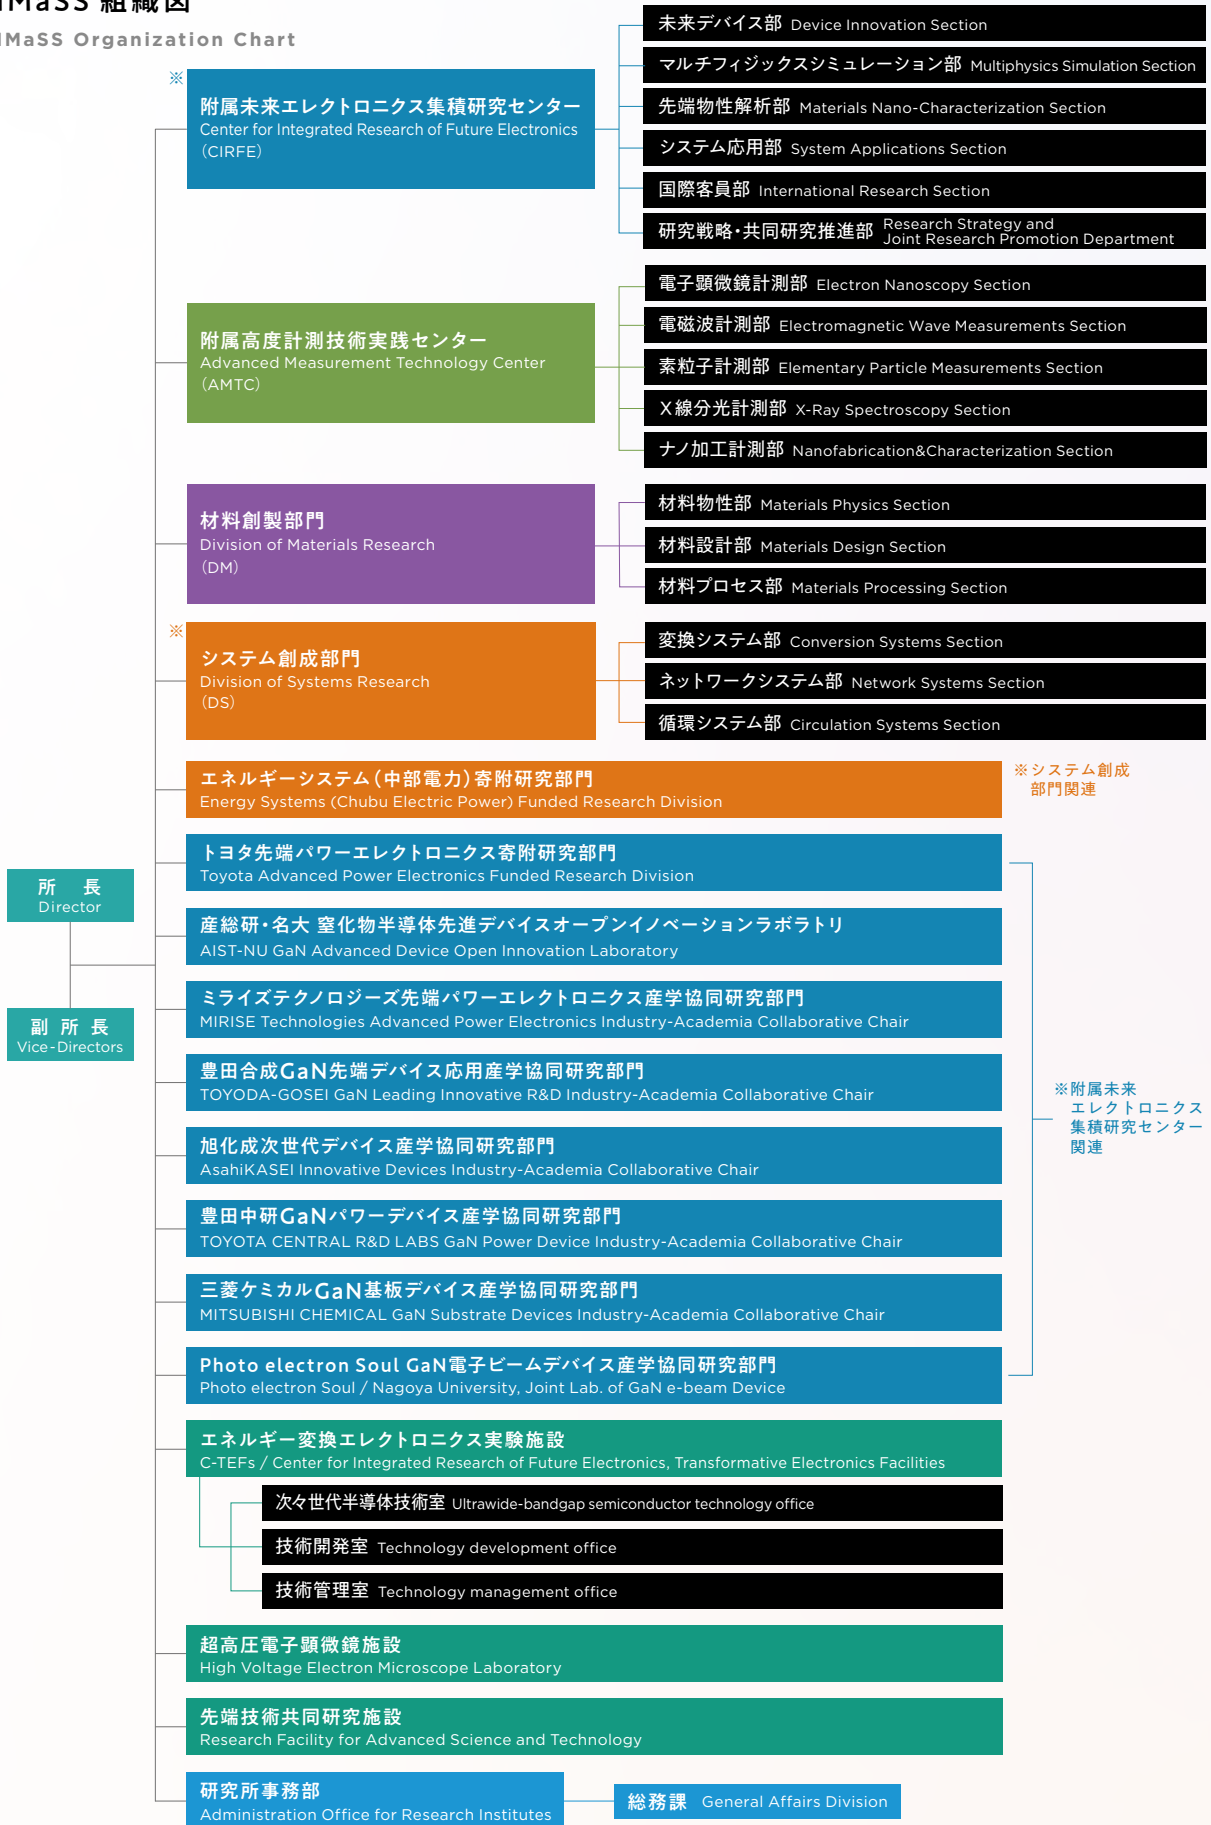 IMaSS 組織図
IMaSS Organization Chart
※
附属未来エレクトロニクス集積研究センター
Center for Integrated Research of Future Electronics
（CIRFE）
未来デバイス部 Device Innovation Section
マルチフィジックスシミュレーション部 Multiphysics Simulation Section
先端物性解析部 Materials Nano-Characterization Section
システム応用部 System Applications Section
国際客員部 International Research Section
研究戦略・共同研究推進部 Research Strategy and
Joint Research Promotion Department
附属高度計測技術実践センター
Advanced Measurement Technology Center
（AMTC）
電子顕微鏡計測部 Electron Nanoscopy Section
電磁波計測部 Electromagnetic Wave Measurements Section
素粒子計測部 Elementary Particle Measurements Section
X線分光計測部 X-Ray Spectroscopy Section
ナノ加工計測部 Nanofabrication&Characterization Section
材料創製部門
Division of Materials Research
（DM）
材料物性部 Materials Physics Section
材料設計部 Materials Design Section
材料プロセス部 Materials Processing Section
※
システム創成部門
Division of Systems Research
（DS）
変換システム部 Conversion Systems Section
ネットワークシステム部 Network Systems Section
循環システム部 Circulation Systems Section
エネルギーシステム（中部電力）寄附研究部門
Energy Systems (Chubu Electric Power) Funded Research Division
※システム創成
部門関連
トヨタ先端パワーエレクトロニクス寄附研究部門
Toyota Advanced Power Electronics Funded Research Division
所 長
Director
産総研・名大 窒化物半導体先進デバイスオープンイノベーションラボラトリ
AIST-NU GaN Advanced Device Open Innovation Laboratory
ミライズテクノロジーズ先端パワーエレクトロニクス産学協同研究部門
MIRISE Technologies Advanced Power Electronics Industry-Academia Collaborative Chair
副 所 長
Vice-Directors
豊田合成GaN先端デバイス応用産学協同研究部門
TOYODA-GOSEI GaN Leading Innovative R&D Industry-Academia Collaborative Chair
※附属未来
エレクトロニクス
集積研究センター
関連
旭化成次世代デバイス産学協同研究部門
AsahiKASEI Innovative Devices Industry-Academia Collaborative Chair
豊田中研GaNパワーデバイス産学協同研究部門
TOYOTA CENTRAL R&D LABS GaN Power Device Industry-Academia Collaborative Chair
三菱ケミカルGaN基板デバイス産学協同研究部門
MITSUBISHI CHEMICAL GaN Substrate Devices Industry-Academia Collaborative Chair
Photo electron Soul GaN電子ビームデバイス産学協同研究部門
Photo electron Soul / Nagoya University, Joint Lab. of GaN e-beam Device
エネルギー変換エレクトロニクス実験施設
C-TEFs / Center for Integrated Research of Future Electronics, Transformative Electronics Facilities
次々世代半導体技術室 Ultrawide-bandgap semiconductor technology office
技術開発室 Technology development office
技術管理室 Technology management office
超高圧電子顕微鏡施設
High Voltage Electron Microscope Laboratory
先端技術共同研究施設
Research Facility for Advanced Science and Technology
研究所事務部
Administration Office for Research Institutes
総務課 General Affairs Division